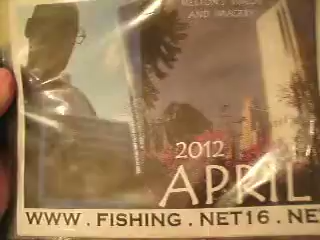 AND IMAGERY
2012
APRIL
WWW . FISHING . NET16 . NE